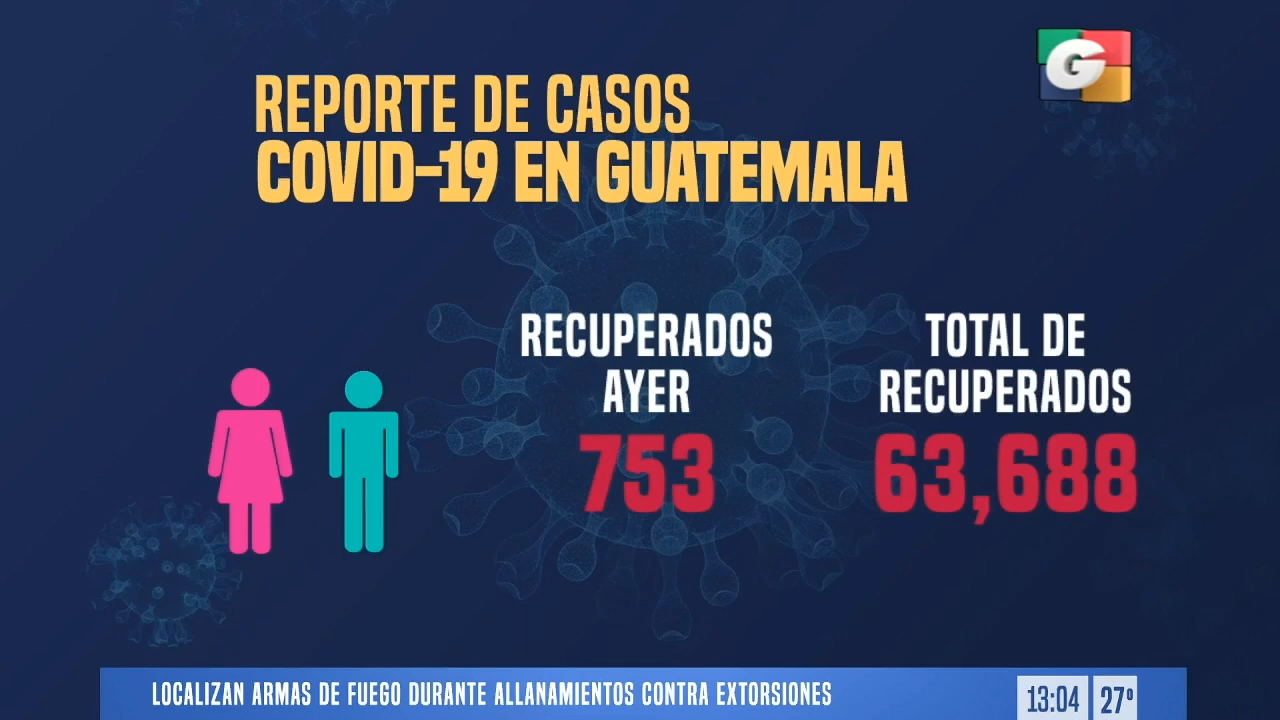 G
REPORTE DE CASOS
COVID-19 EN GUATEMALA
RECUPERADOS
AYER
753
TOTAL DE
RECUPERADOS
63,688
LOCALIZAN ARMAS DE FUEGO DURANTE ALLANAMIENTOS CONTRA EXTORSIONES
13:04
27º